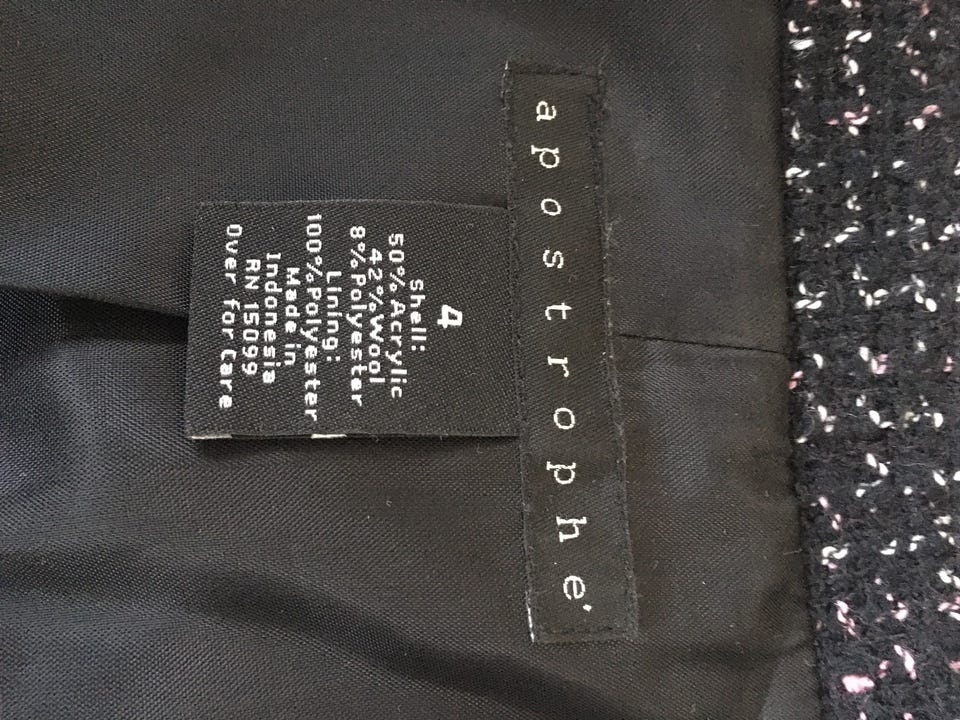 apostrophe
4
Shell:
50% Acrylic
42% Wool
8% Polyester
Lining:
100% Polyester
Made in
Indonesia
RN 15099
Over for Care